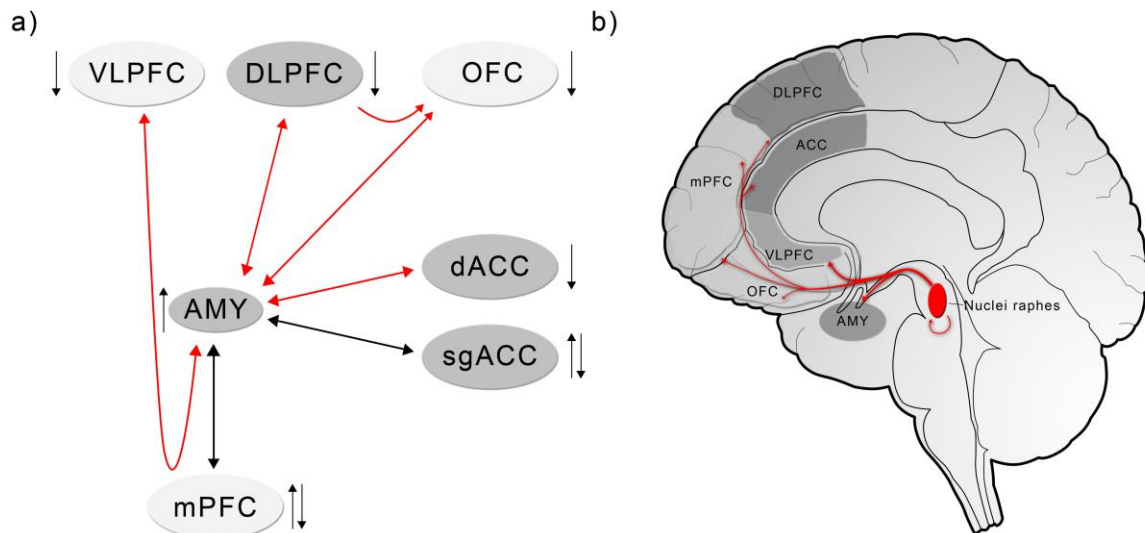 a)
VLPFC
DLPFC
OFC
dACC
AMY
sgACC
mPFC
b)
DLPFC
ACC
mPFC
VLPFC
OFC
AMY
Nuclei raphes